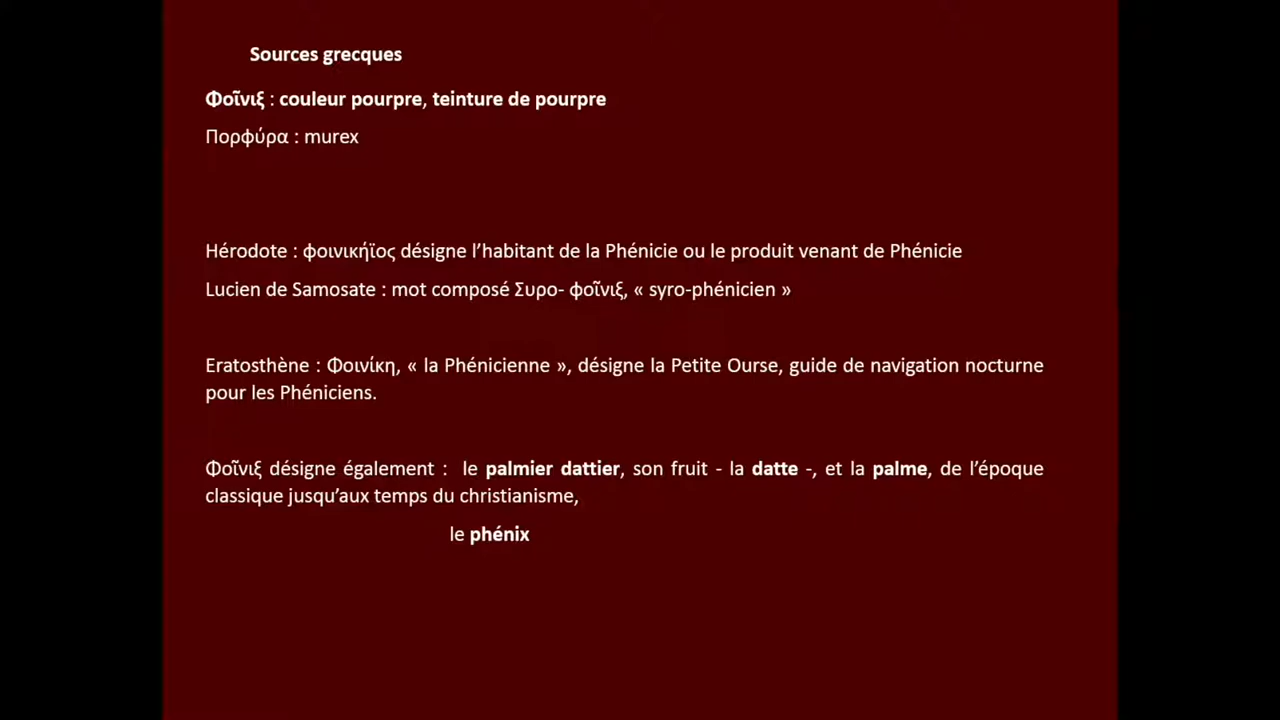 Sources grecques
Φοῖνιξ : couleur pourpre, teinture de pourpre
Πορφύρα : murex
Hérodote : φοινικήϊος désigne l’habitant de la Phénicie ou le produit venant de Phénicie
Lucien de Samosate : mot composé Συρο- φοῖνιξ, « syro-phénicien »
Eratosthène : Φοινίκη, « la Phénicienne », désigne la Petite Ourse, guide de navigation nocturne
pour les Phéniciens.
Φοῖνιξ désigne également : le palmier dattier, son fruit - la datte -, et la palme, de l’époque
classique jusqu’aux temps du christianisme,
le phénix